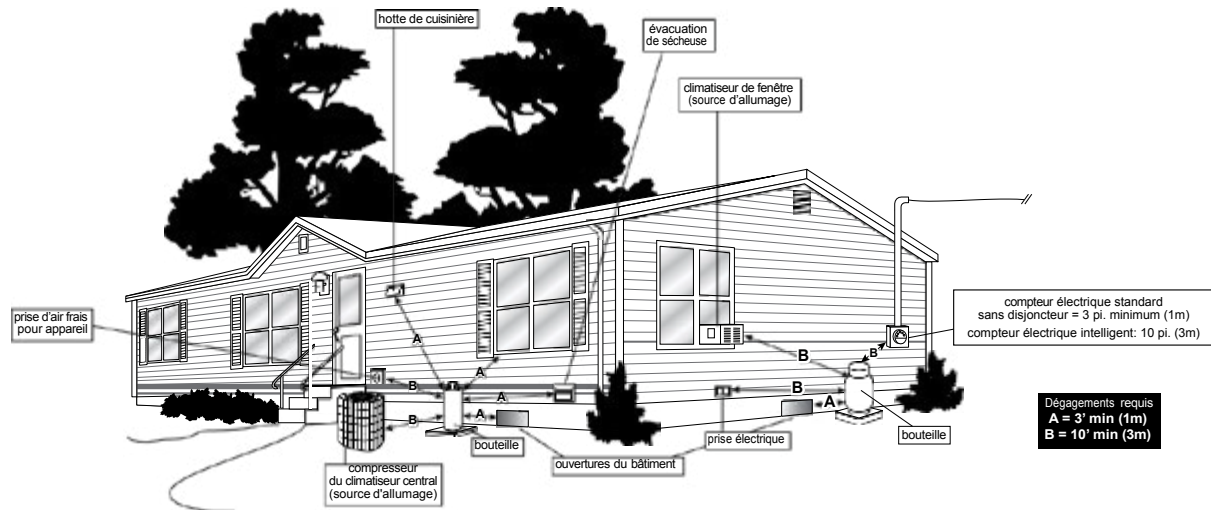 hotte de cuisinière
évacuation
de sécheuse
climatiseur de fenêtre
(source d'allumage)
prise d'air frais
pour appareil
compteur électrique standard
sans disjoncteur = 3 pi. minimum (1m)
compteur électrique intelligent: 10 pi. (3m)
A
A
B
A
A
B
B
B
B
A
Dégagements requis
A = 3' min (1m)
B = 10' min (3m)
bouteille
prise électrique
bouteille
ouvertures du bâtiment
compresseur
du climatiseur central
(source d'allumage)